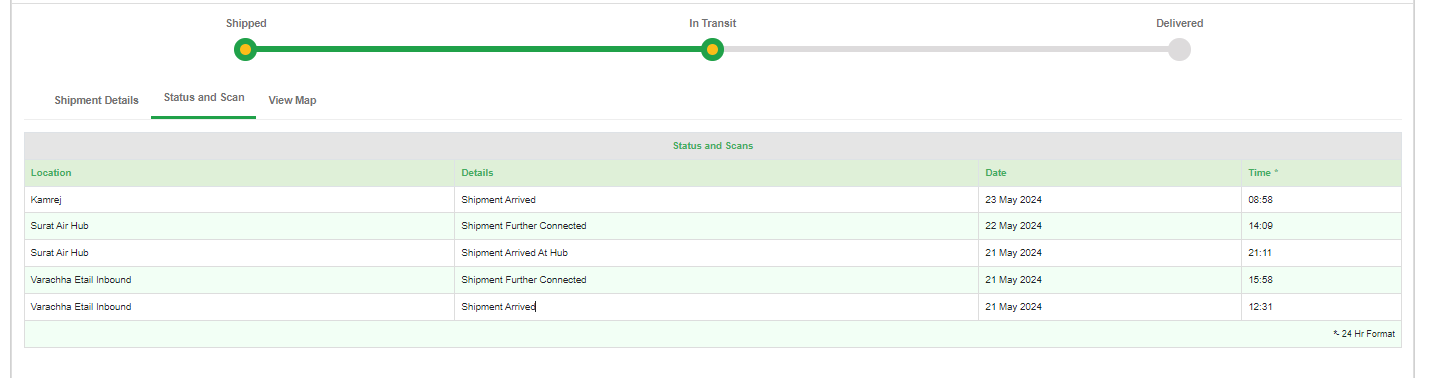 Shipped In Transit Delivered
Shipment Details Status and Scan View Map
Status and Scans
Location Details Date Time *
Kamrej Shipment Arrived 23 May 2024 08:58
Surat Air Hub Shipment Further Connected 22 May 2024 14:09
Surat Air Hub Shipment Arrived At Hub 21 May 2024 21:11
Varachha Etail Inbound Shipment Further Connected 21 May 2024 15:58
Varachha Etail Inbound Shipment Arrived 21 May 2024 12:31
*- 24 Hr Format